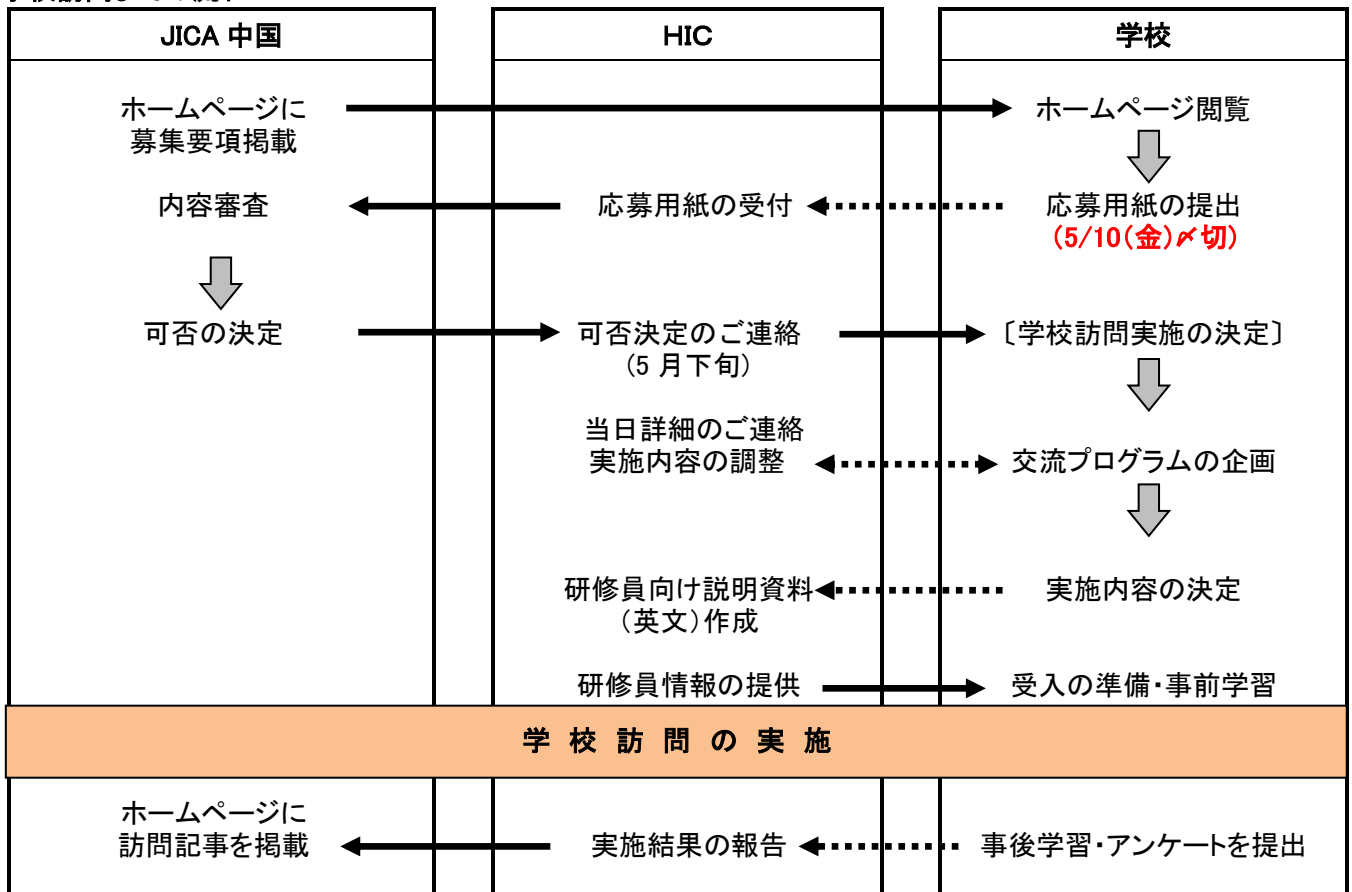 JICA 中国
HIC
学校
ホームページに
募集要項掲載
ホームページ閲覧
内容審査
応募用紙の受付
応募用紙の提出
(5/10(金)〆切)
可否の決定
可否決定のご連絡
(5 月下旬)
〔学校訪問実施の決定〕
当日詳細のご連絡
実施内容の調整
交流プログラムの企画
研修員向け説明資料
(英文)作成
実施内容の決定
研修員情報の提供
受入の準備・事前学習
学 校 訪 問 の 実 施
ホームページに
訪問記事を掲載
実施結果の報告
事後学習・アンケートを提出